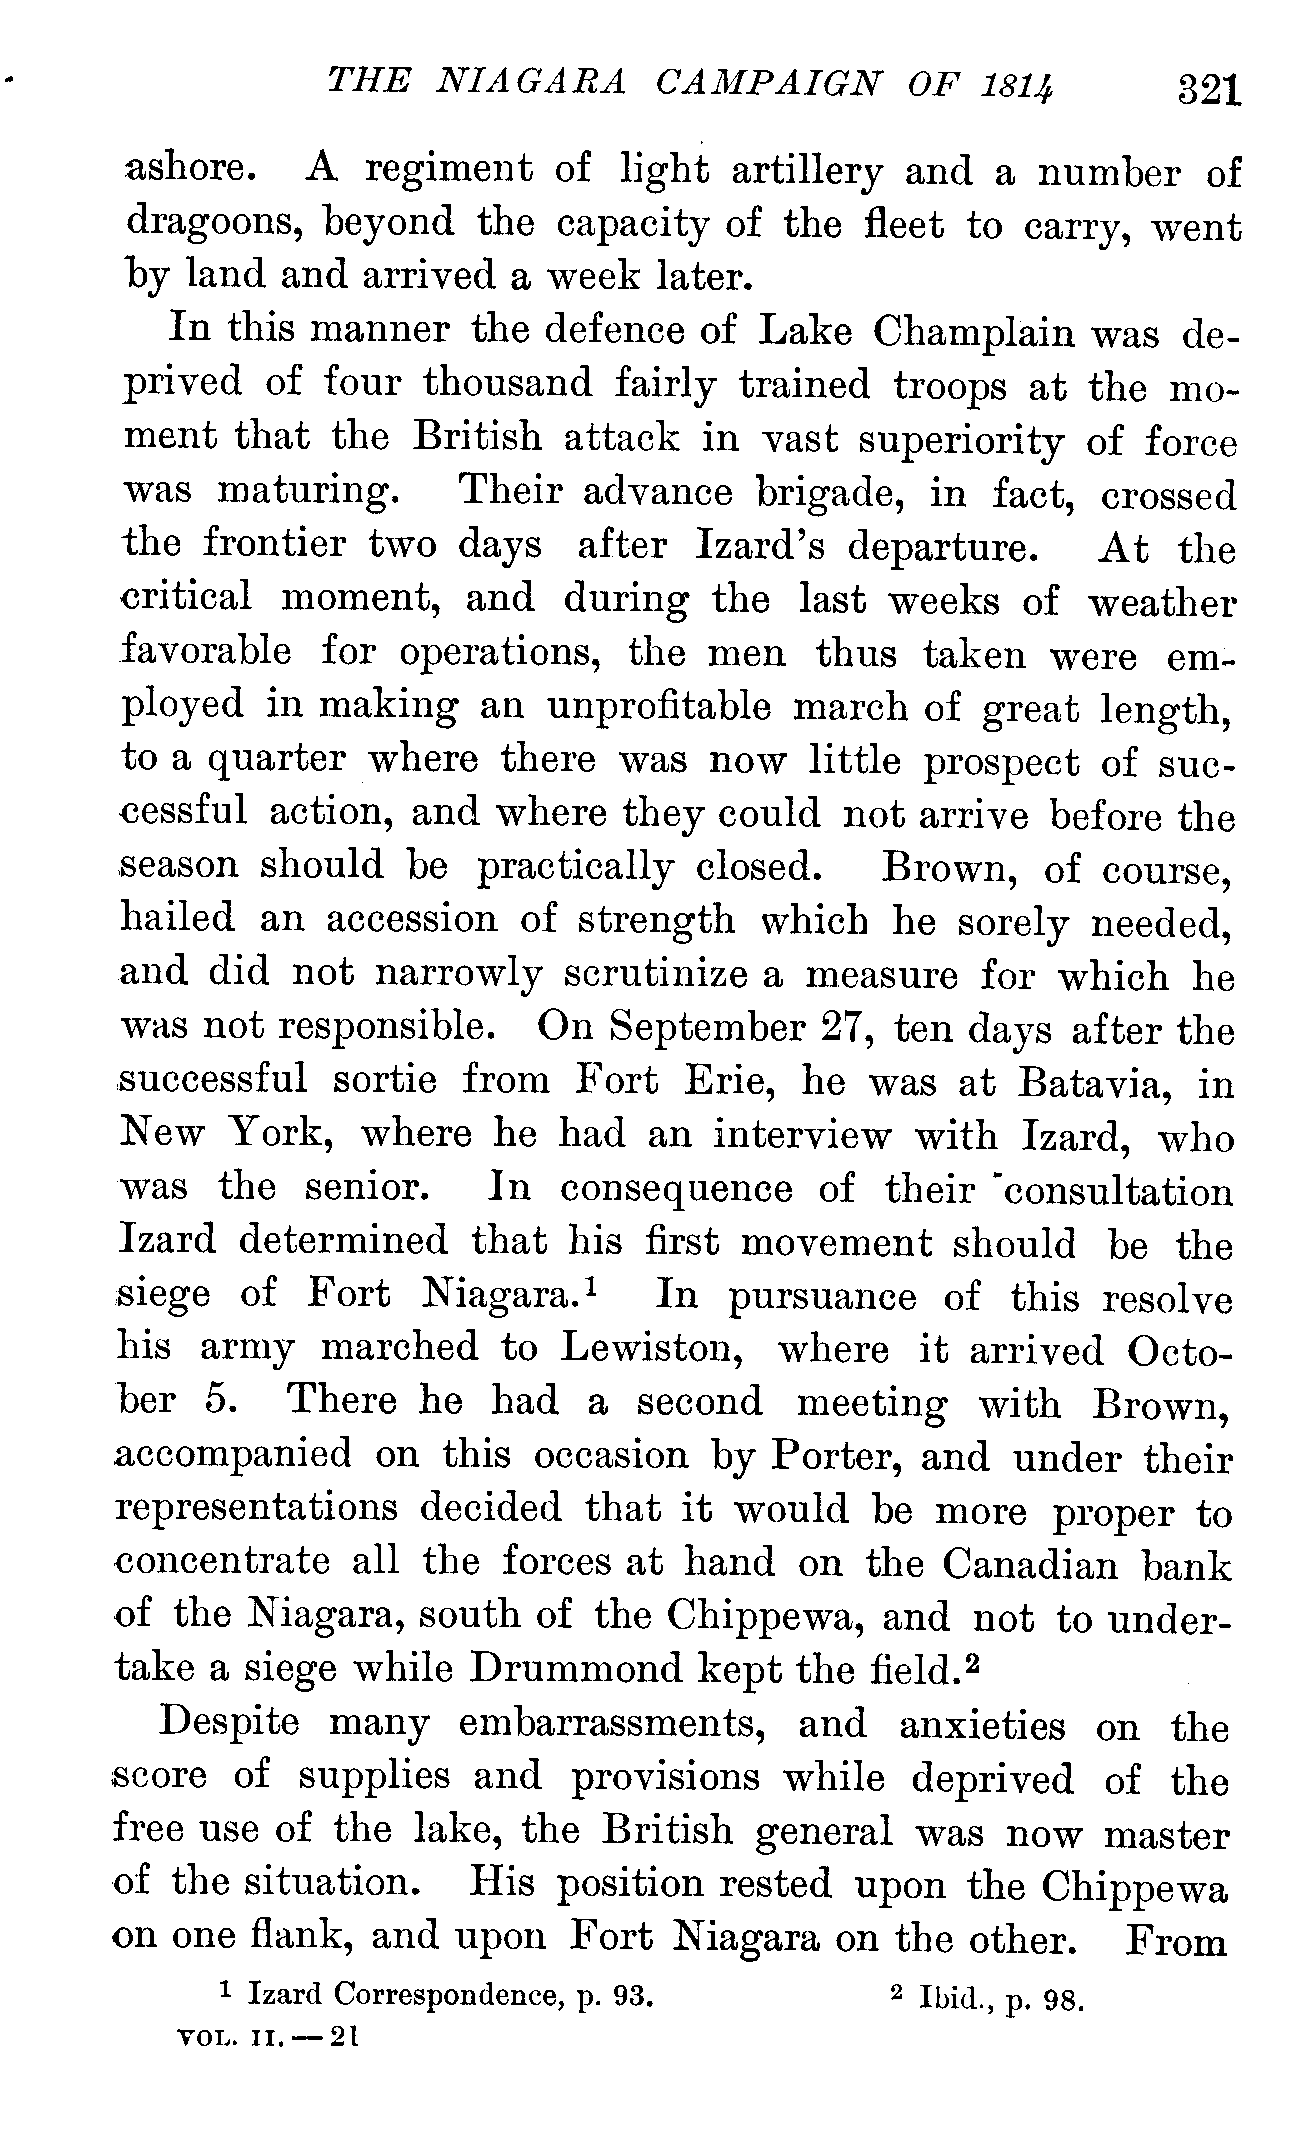 THE NIAGARA CAMPAIGN OF 1814 321
ashore. A regiment of light artillery and a number of
dragoons, beyond the capacity of the fleet to carry, went
by land and arrived a week later.
In this manner the defence of Lake Champlain was de-
prived of four thousand fairly trained troops at the mo-
ment that the British attack in vast superiority of force
was maturing. Their advance brigade, in fact, crossed
the frontier two days after Izard's departure. At the
critical moment, and during the last weeks of weather
favorable for operations, the men thus taken were em-
ployed in making an unprofitable march of great length,
to a quarter where there was now little prospect of suc-
cessful action, and where they could not arrive before the
season should be practically closed. Brown, of course,
hailed an accession of strength which he sorely needed,
and did not narrowly scrutinize a measure for which he
was not responsible. On September 27, ten days after the
successful sortie from Fort Erie, he was at Batavia, in
New York, where he had an interview with Izard, who
was the senior. In consequence of their consultation
Izard determined that his first movement should be the
siege of Fort Niagara.¹ In pursuance of this resolve
his army marched to Lewiston, where it arrived Octo-
ber 5. There he had a second meeting with Brown,
accompanied on this occasion by Porter, and under their
representations decided that it would be more proper to
concentrate all the forces at hand on the Canadian bank
of the Niagara, south of the Chippewa, and not to under-
take a siege while Drummond kept the field.²
Despite many embarrassments, and anxieties on the
score of supplies and provisions while deprived of the
free use of the lake, the British general was now master
of the situation. His position rested upon the Chippewa
on one flank, and upon Fort Niagara on the other. From
¹ Izard Correspondence, p. 93. ² Ibid., p. 98.
VOL. II. — 21